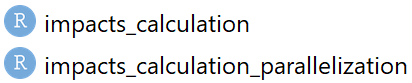 R impacts_calculation
R impacts_calculation_parallelization